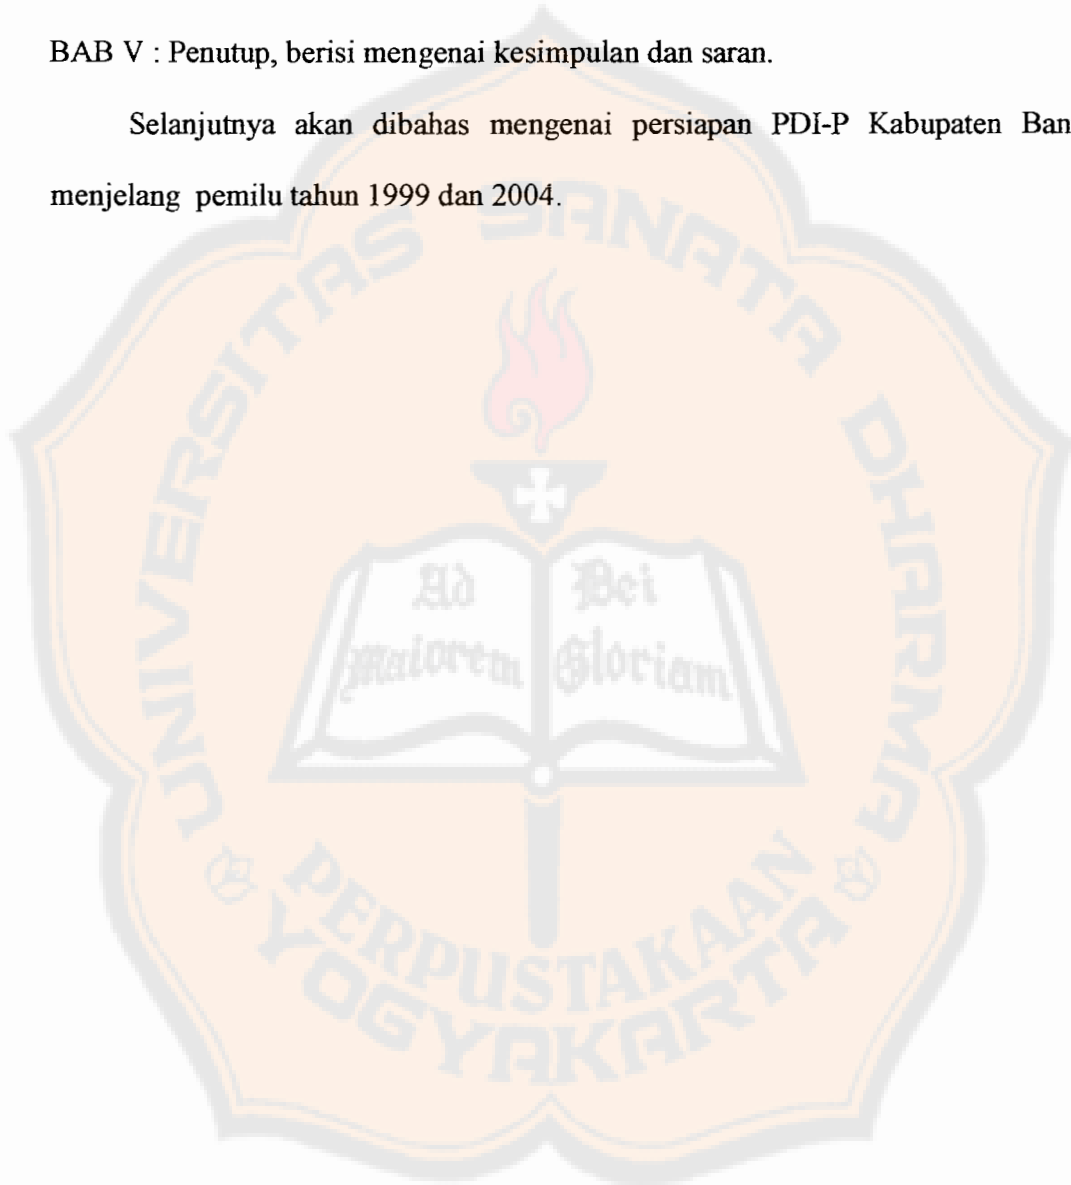 BAB V : Penutup, berisi mengenai kesimpulan dan saran.
Selanjutnya akan dibahas mengenai persiapan PDI-P Kabupaten Ban
menjelang pemilu tahun 1999 dan 2004.
UNIVERSITAS SANATA DHARMA
Ad Dei
maiorem Gloriam
PERPUSTAKAAN
YOGYAKARTA